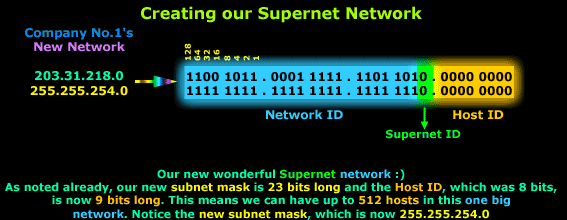 Creating our Supernet Network
Company No.1's
New Network
128 64 32 16 8 4 2 1
203.31.218.0 1100 1011 . 0001 1111 . 1101 1010 . 0000 0000
255.255.254.0 1111 1111 . 1111 1111 . 1111 1110 . 0000 0000
Network ID Host ID
Supernet ID
Our new wonderful Supernet network :)
As noted already, our new subnet mask is 23 bits long and the Host ID, which was 8 bits,
is now 9 bits long. This means we can have up to 512 hosts in this one big
network. Notice the new subnet mask, which is now 255.255.254.0